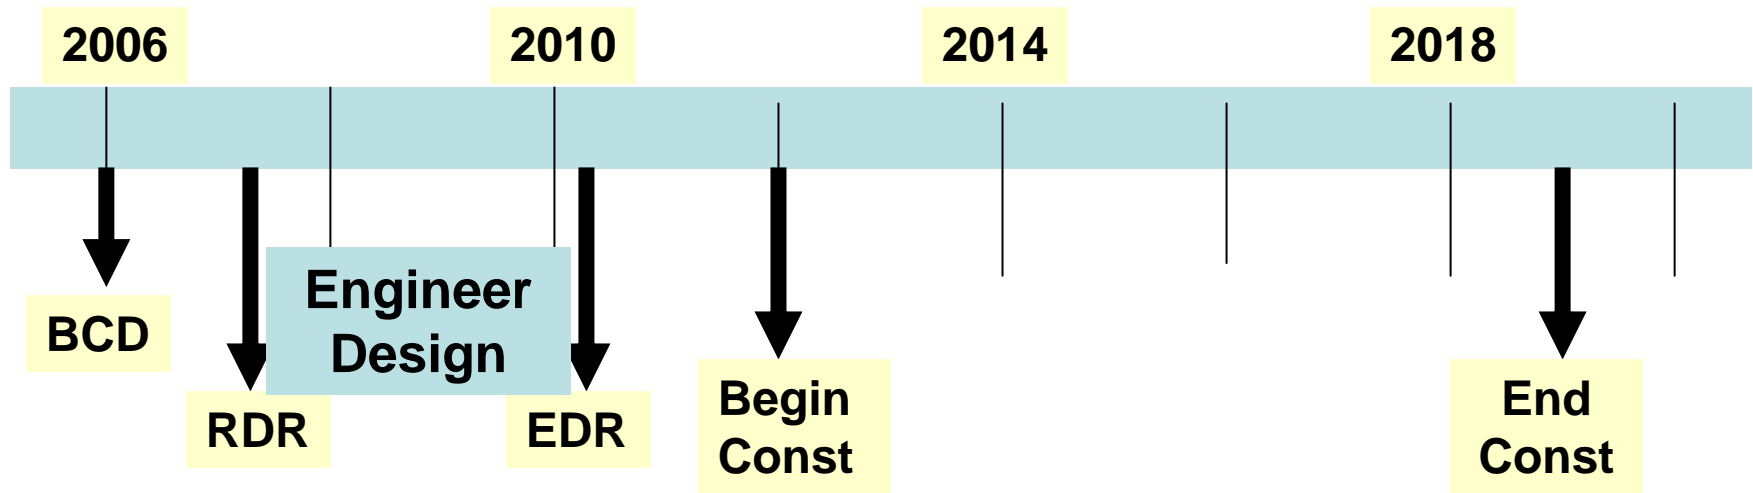 2006
2010
2014
2018
BCD
RDR
Engineer
Design
EDR
Begin
Const
End
Const